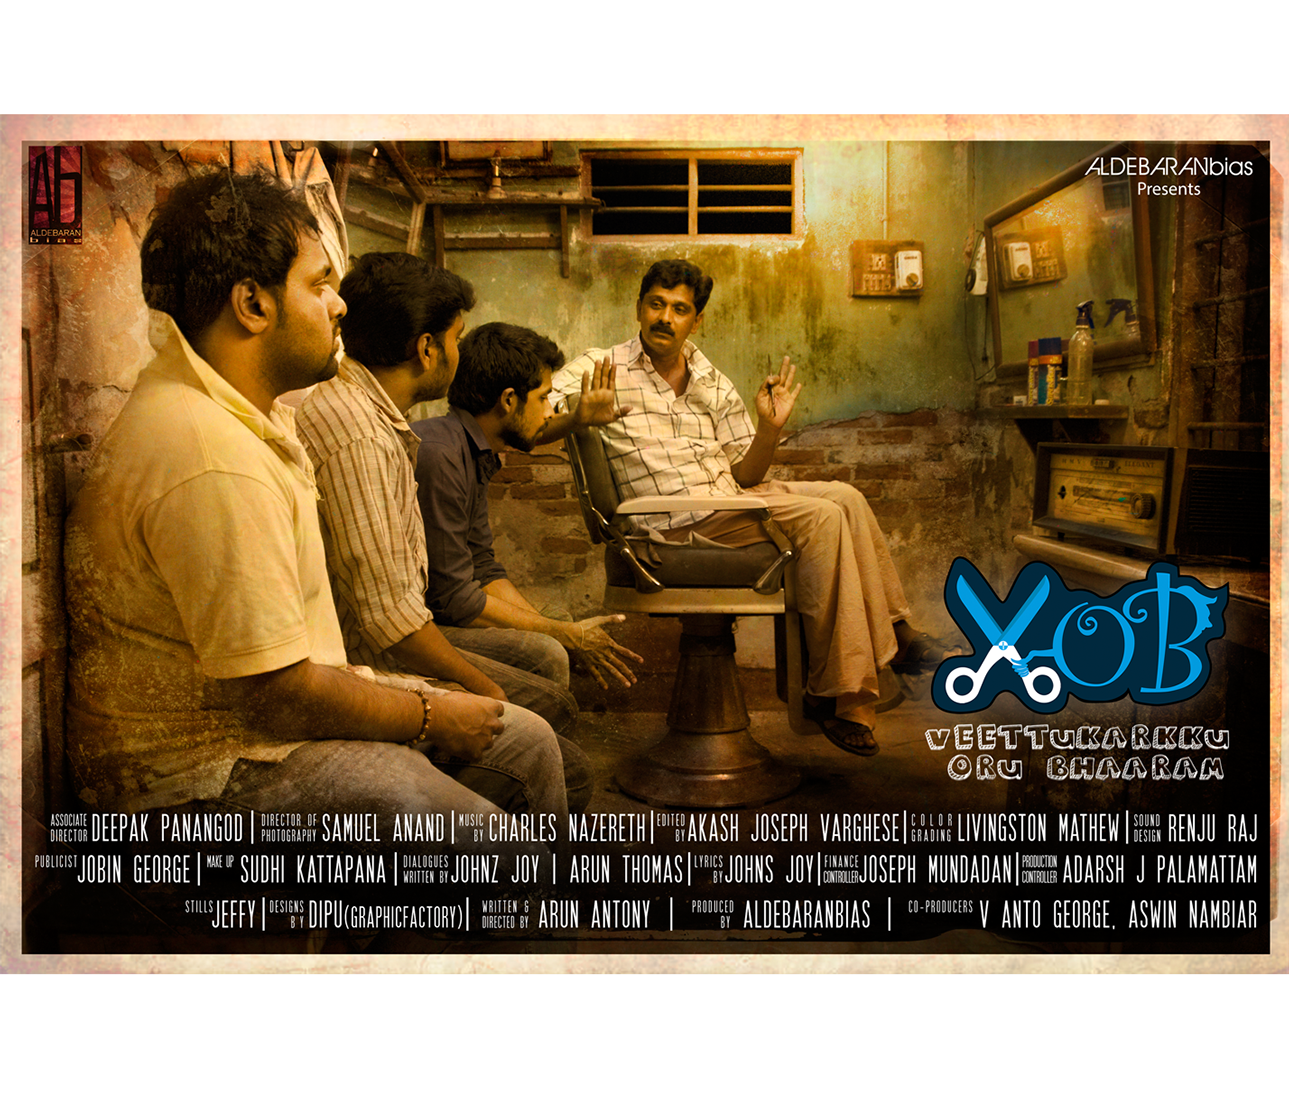 Ab
ALDEBARAN
bias
ALDEBARANbias
Presents
XOB
VEETTUKARKKU
ORU BHAARAM
ASSOCIATE DIRECTOR DEEPAK PANANGOD | DIRECTOR OF PHOTOGRAPHY SAMUEL ANAND | MUSIC BY CHARLES NAZERETH | EDITED BY AKASH JOSEPH VARGHESE | COLOR GRADING LIVINGSTON MATHEW | SOUND DESIGN RENJU RAJ
PUBLICIST JOBIN GEORGE | MAKE UP SUDHI KATTAPANA | DIALOGUES WRITTEN BY JOHNZ JOY | ARUN THOMAS | LYRICS BY JOHNS JOY | FINANCE CONTROLLER JOSEPH MUNDADAN | PRODUCTION CONTROLLER ADARSH J PALAMATTAM
STILLS JEFFY | DESIGNS BY DIPU(GRAPHICFACTORY) | WRITTEN & DIRECTED BY ARUN ANTONY | PRODUCED BY ALDEBARANBIAS | CO-PRODUCERS V ANTO GEORGE, ASWIN NAMBIAR